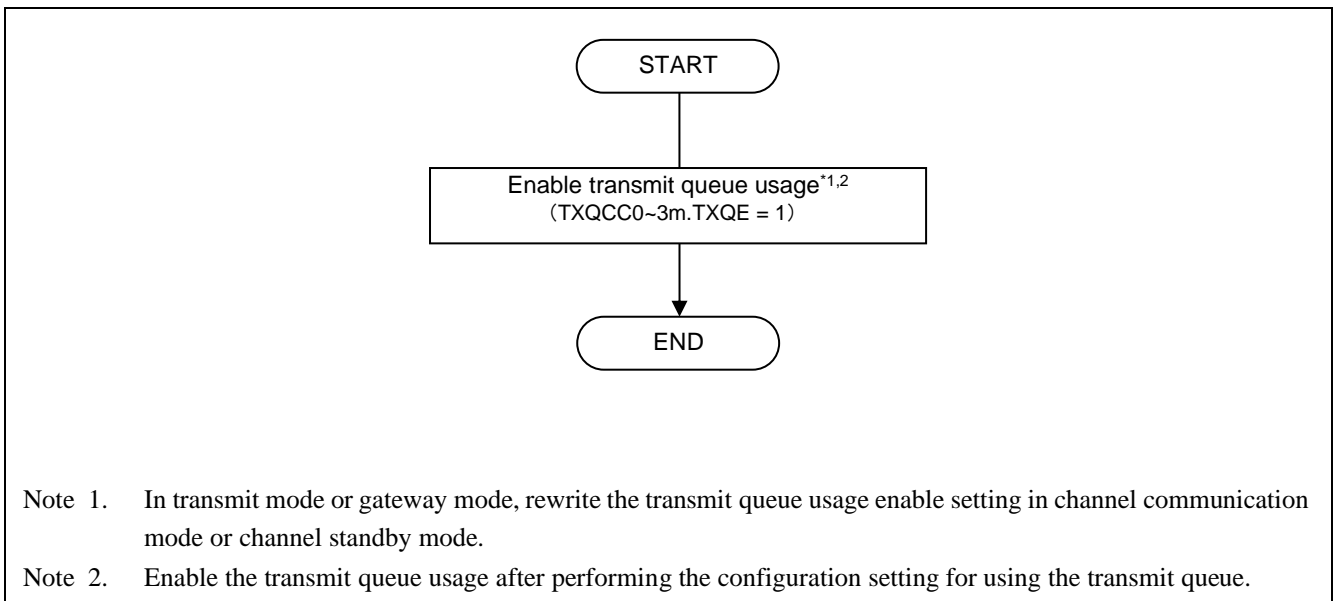 START
Enable transmit queue usage*1,2
（TXQCC0~3m.TXQE = 1）
END
Note 1. In transmit mode or gateway mode, rewrite the transmit queue usage enable setting in channel communication
mode or channel standby mode.
Note 2. Enable the transmit queue usage after performing the configuration setting for using the transmit queue.